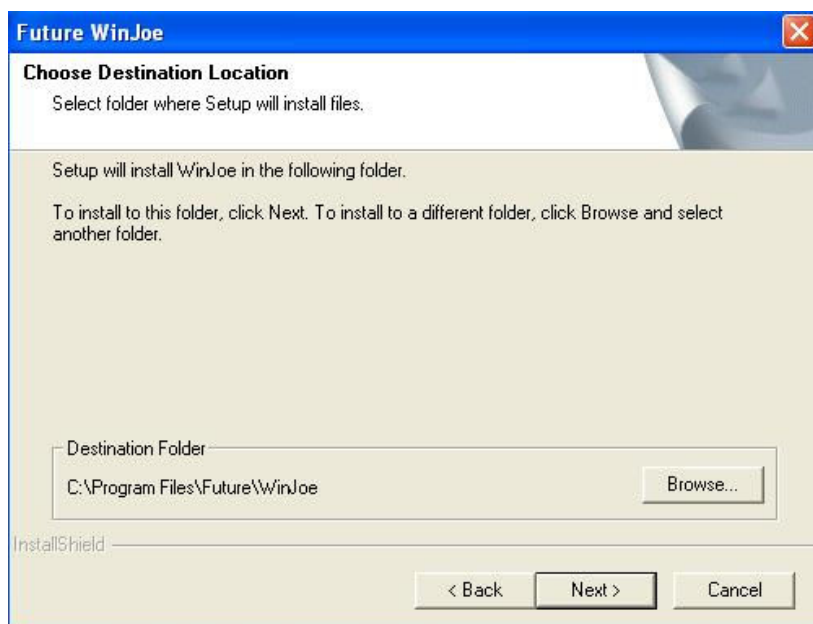 Future WinJoe
Choose Destination Location
Select folder where Setup will install files.
Setup will install WinJoe in the following folder.
To install to this folder, click Next. To install to a different folder, click Browse and select
another folder.
Destination Folder
C:\Program Files\Future\WinJoe
Browse...
InstallShield
< Back
Next >
Cancel